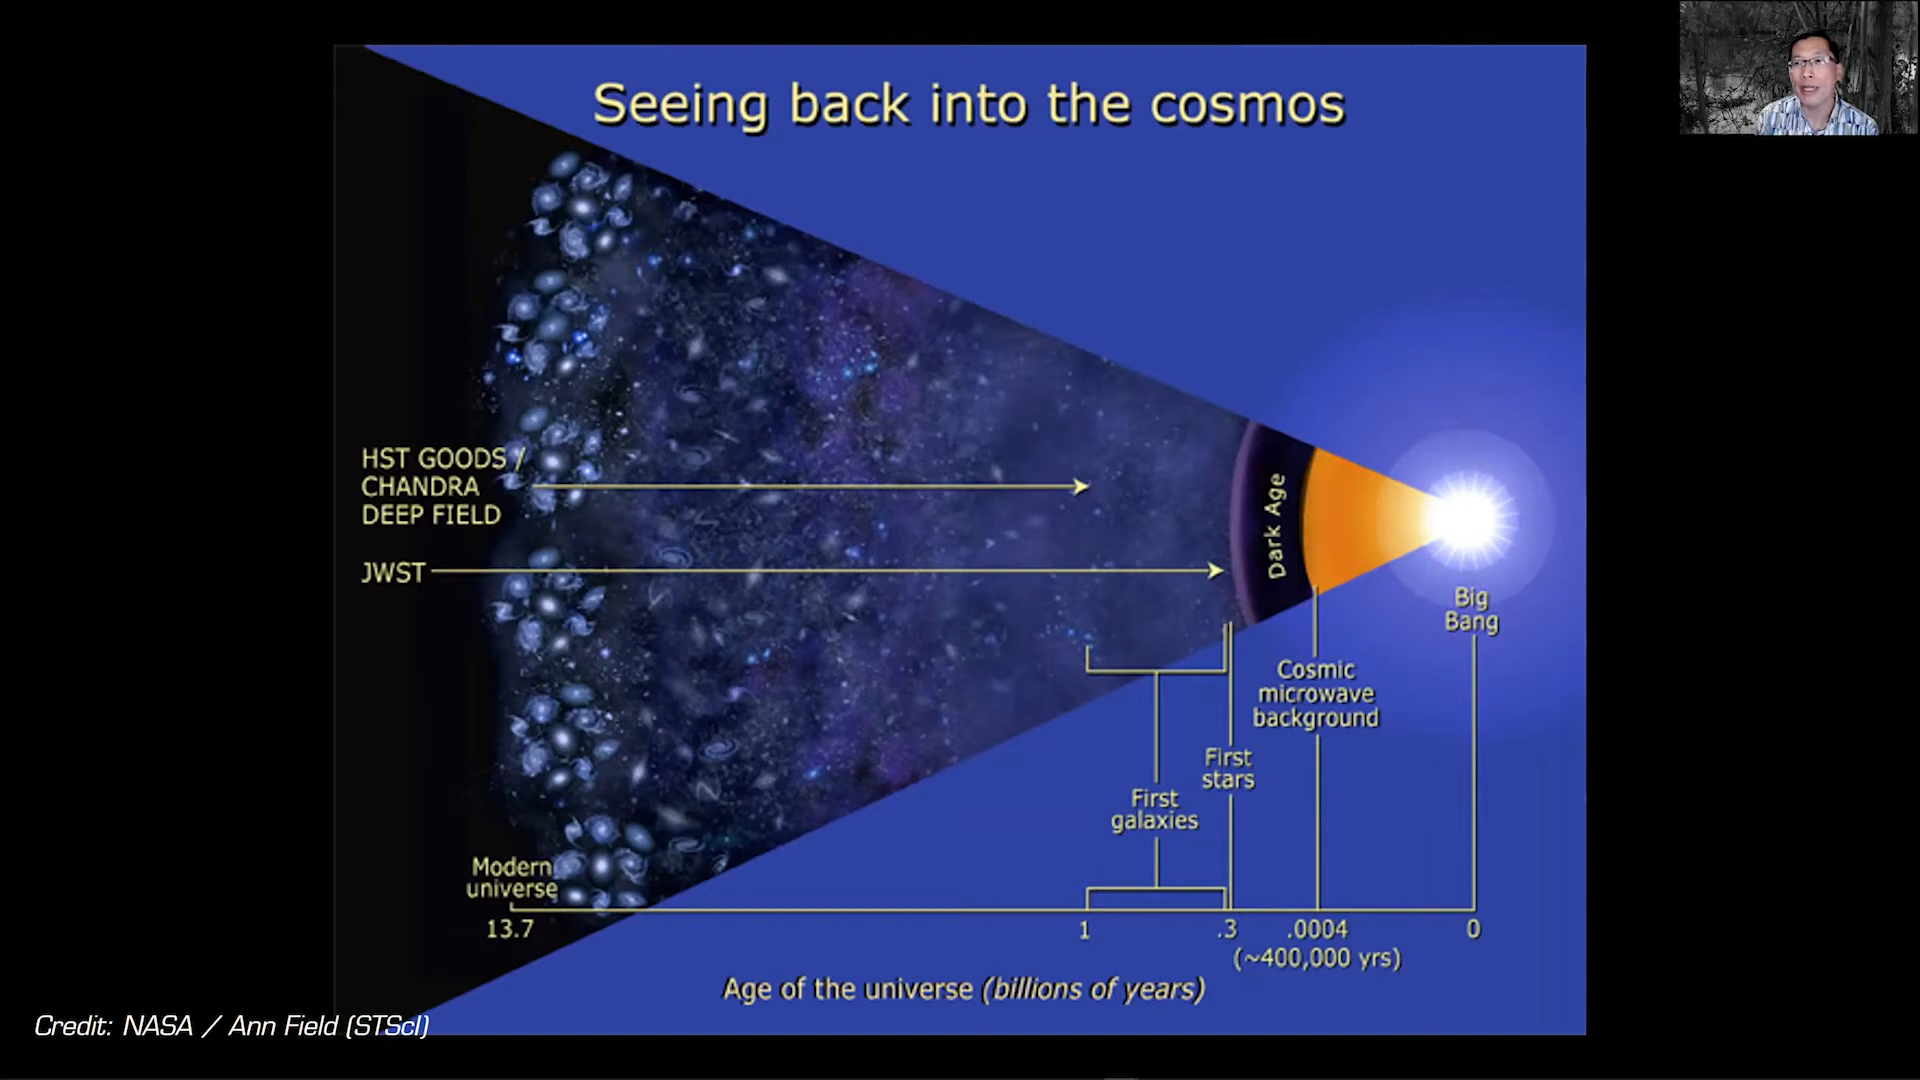 Seeing back into the cosmos
HST GOODS /
CHANDRA
DEEP FIELD
JWST
Dark Age
Big
Bang
Cosmic
microwave
background
First
stars
First
galaxies
Modern
universe
13.7
1
.3
.0004
0
(~400,000 yrs)
Age of the universe (billions of years)
Credit: NASA / Ann Field (STScI)